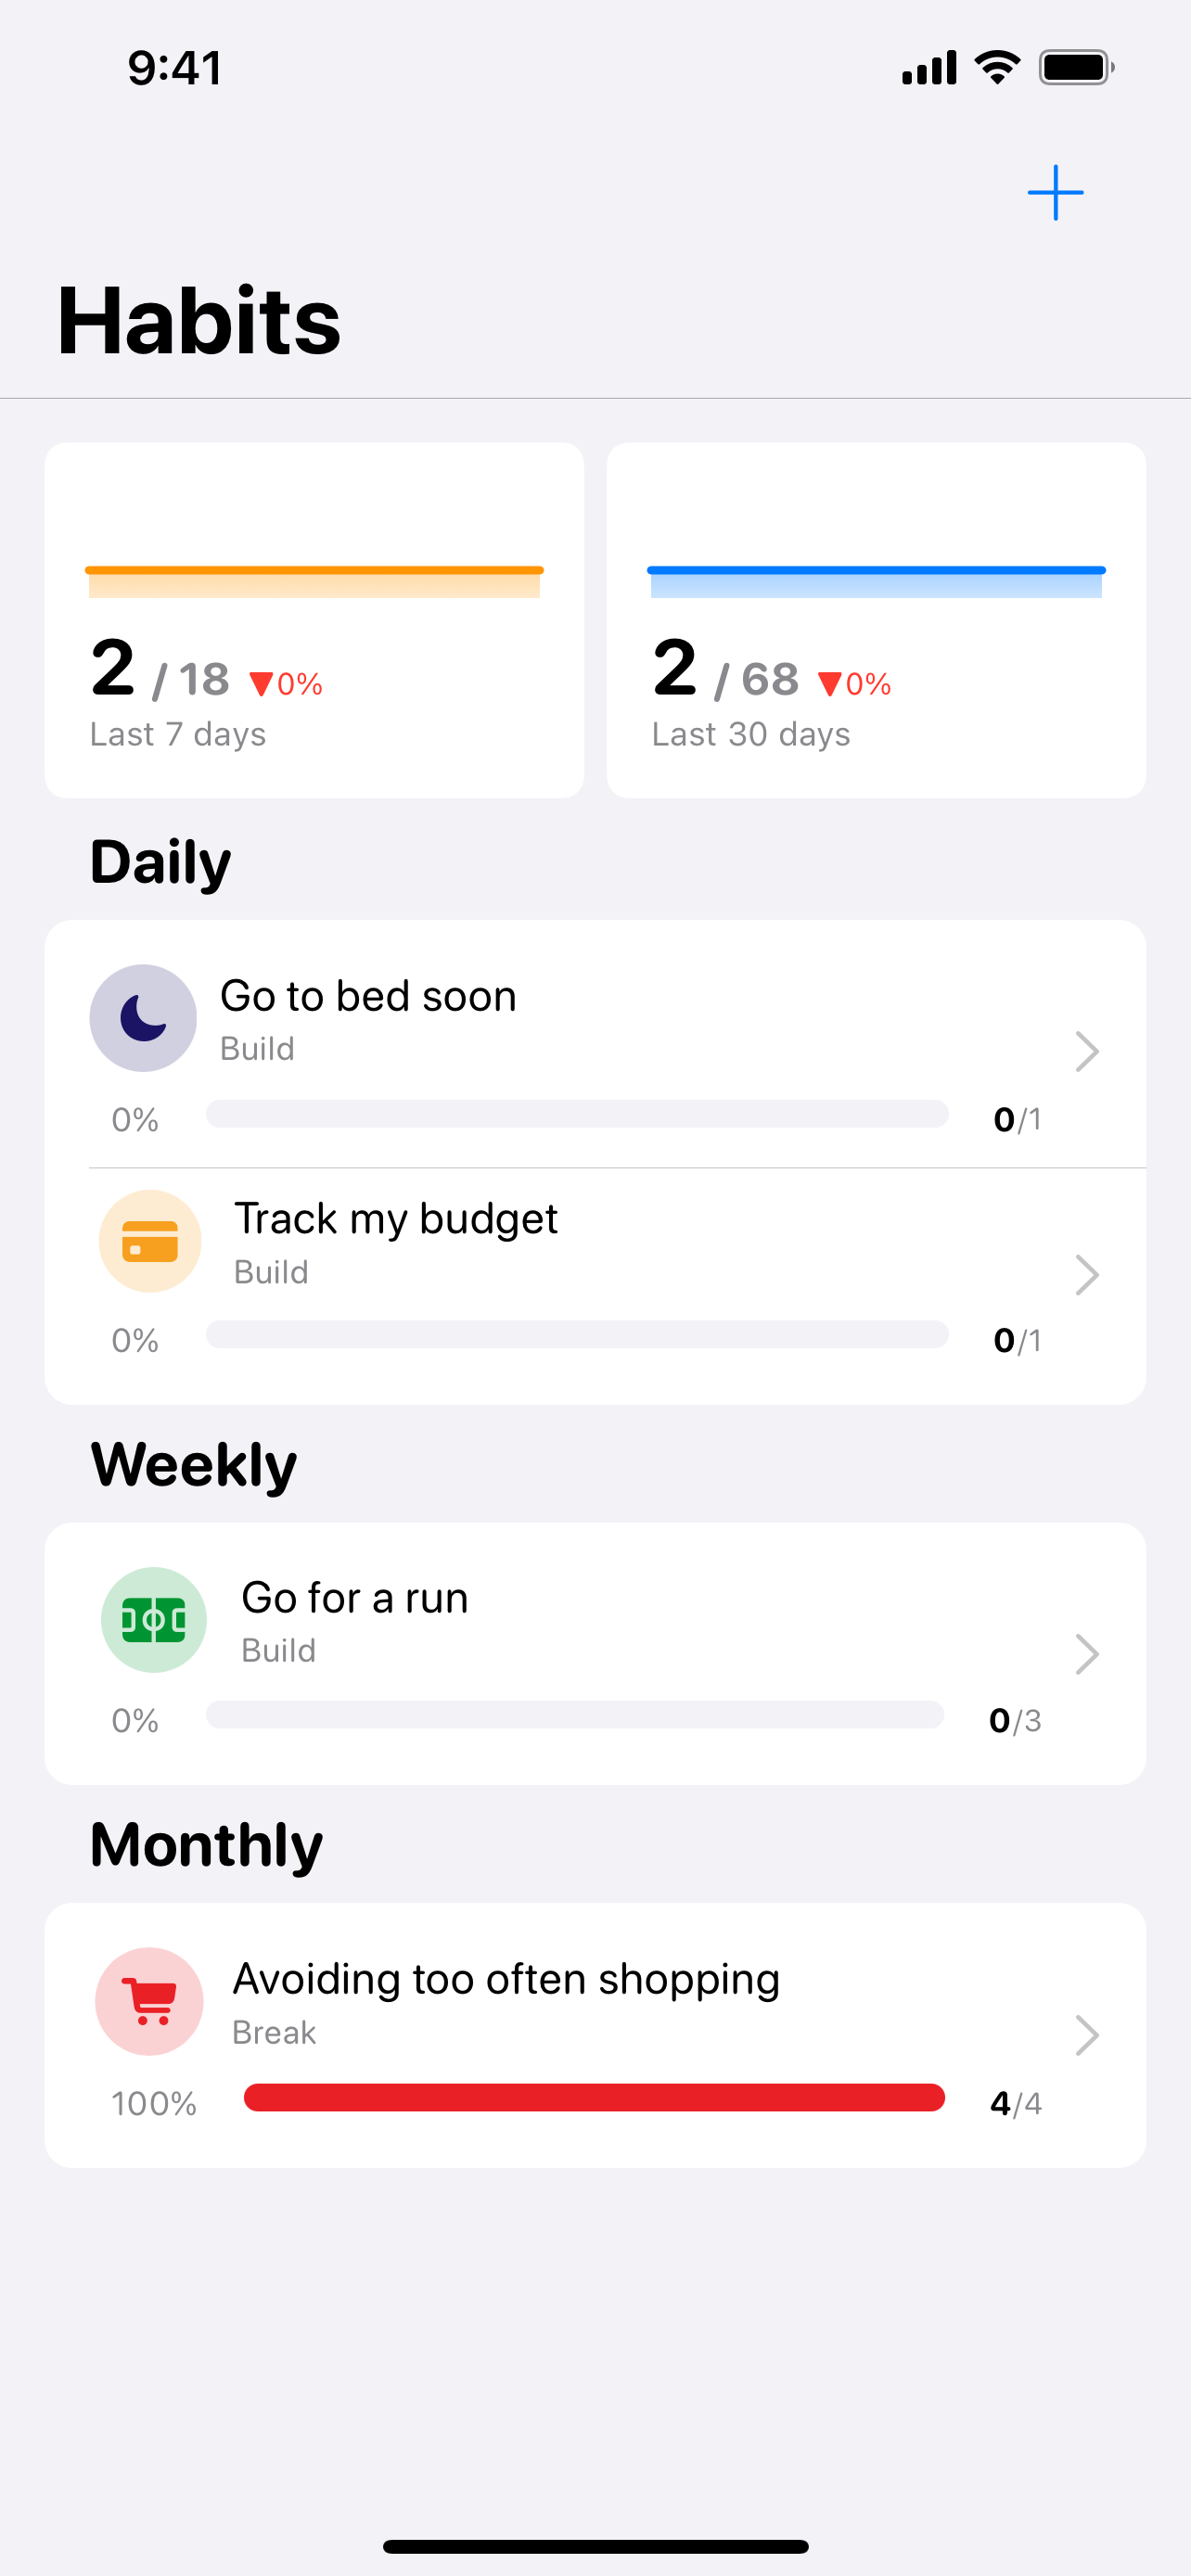 9:41
Habits
2 / 18 ▼0%
Last 7 days
2 / 68 ▼0%
Last 30 days
Daily
Go to bed soon
Build
0% 0/1
Track my budget
Build
0% 0/1
Weekly
Go for a run
Build
0% 0/3
Monthly
Avoiding too often shopping
Break
100% 4/4